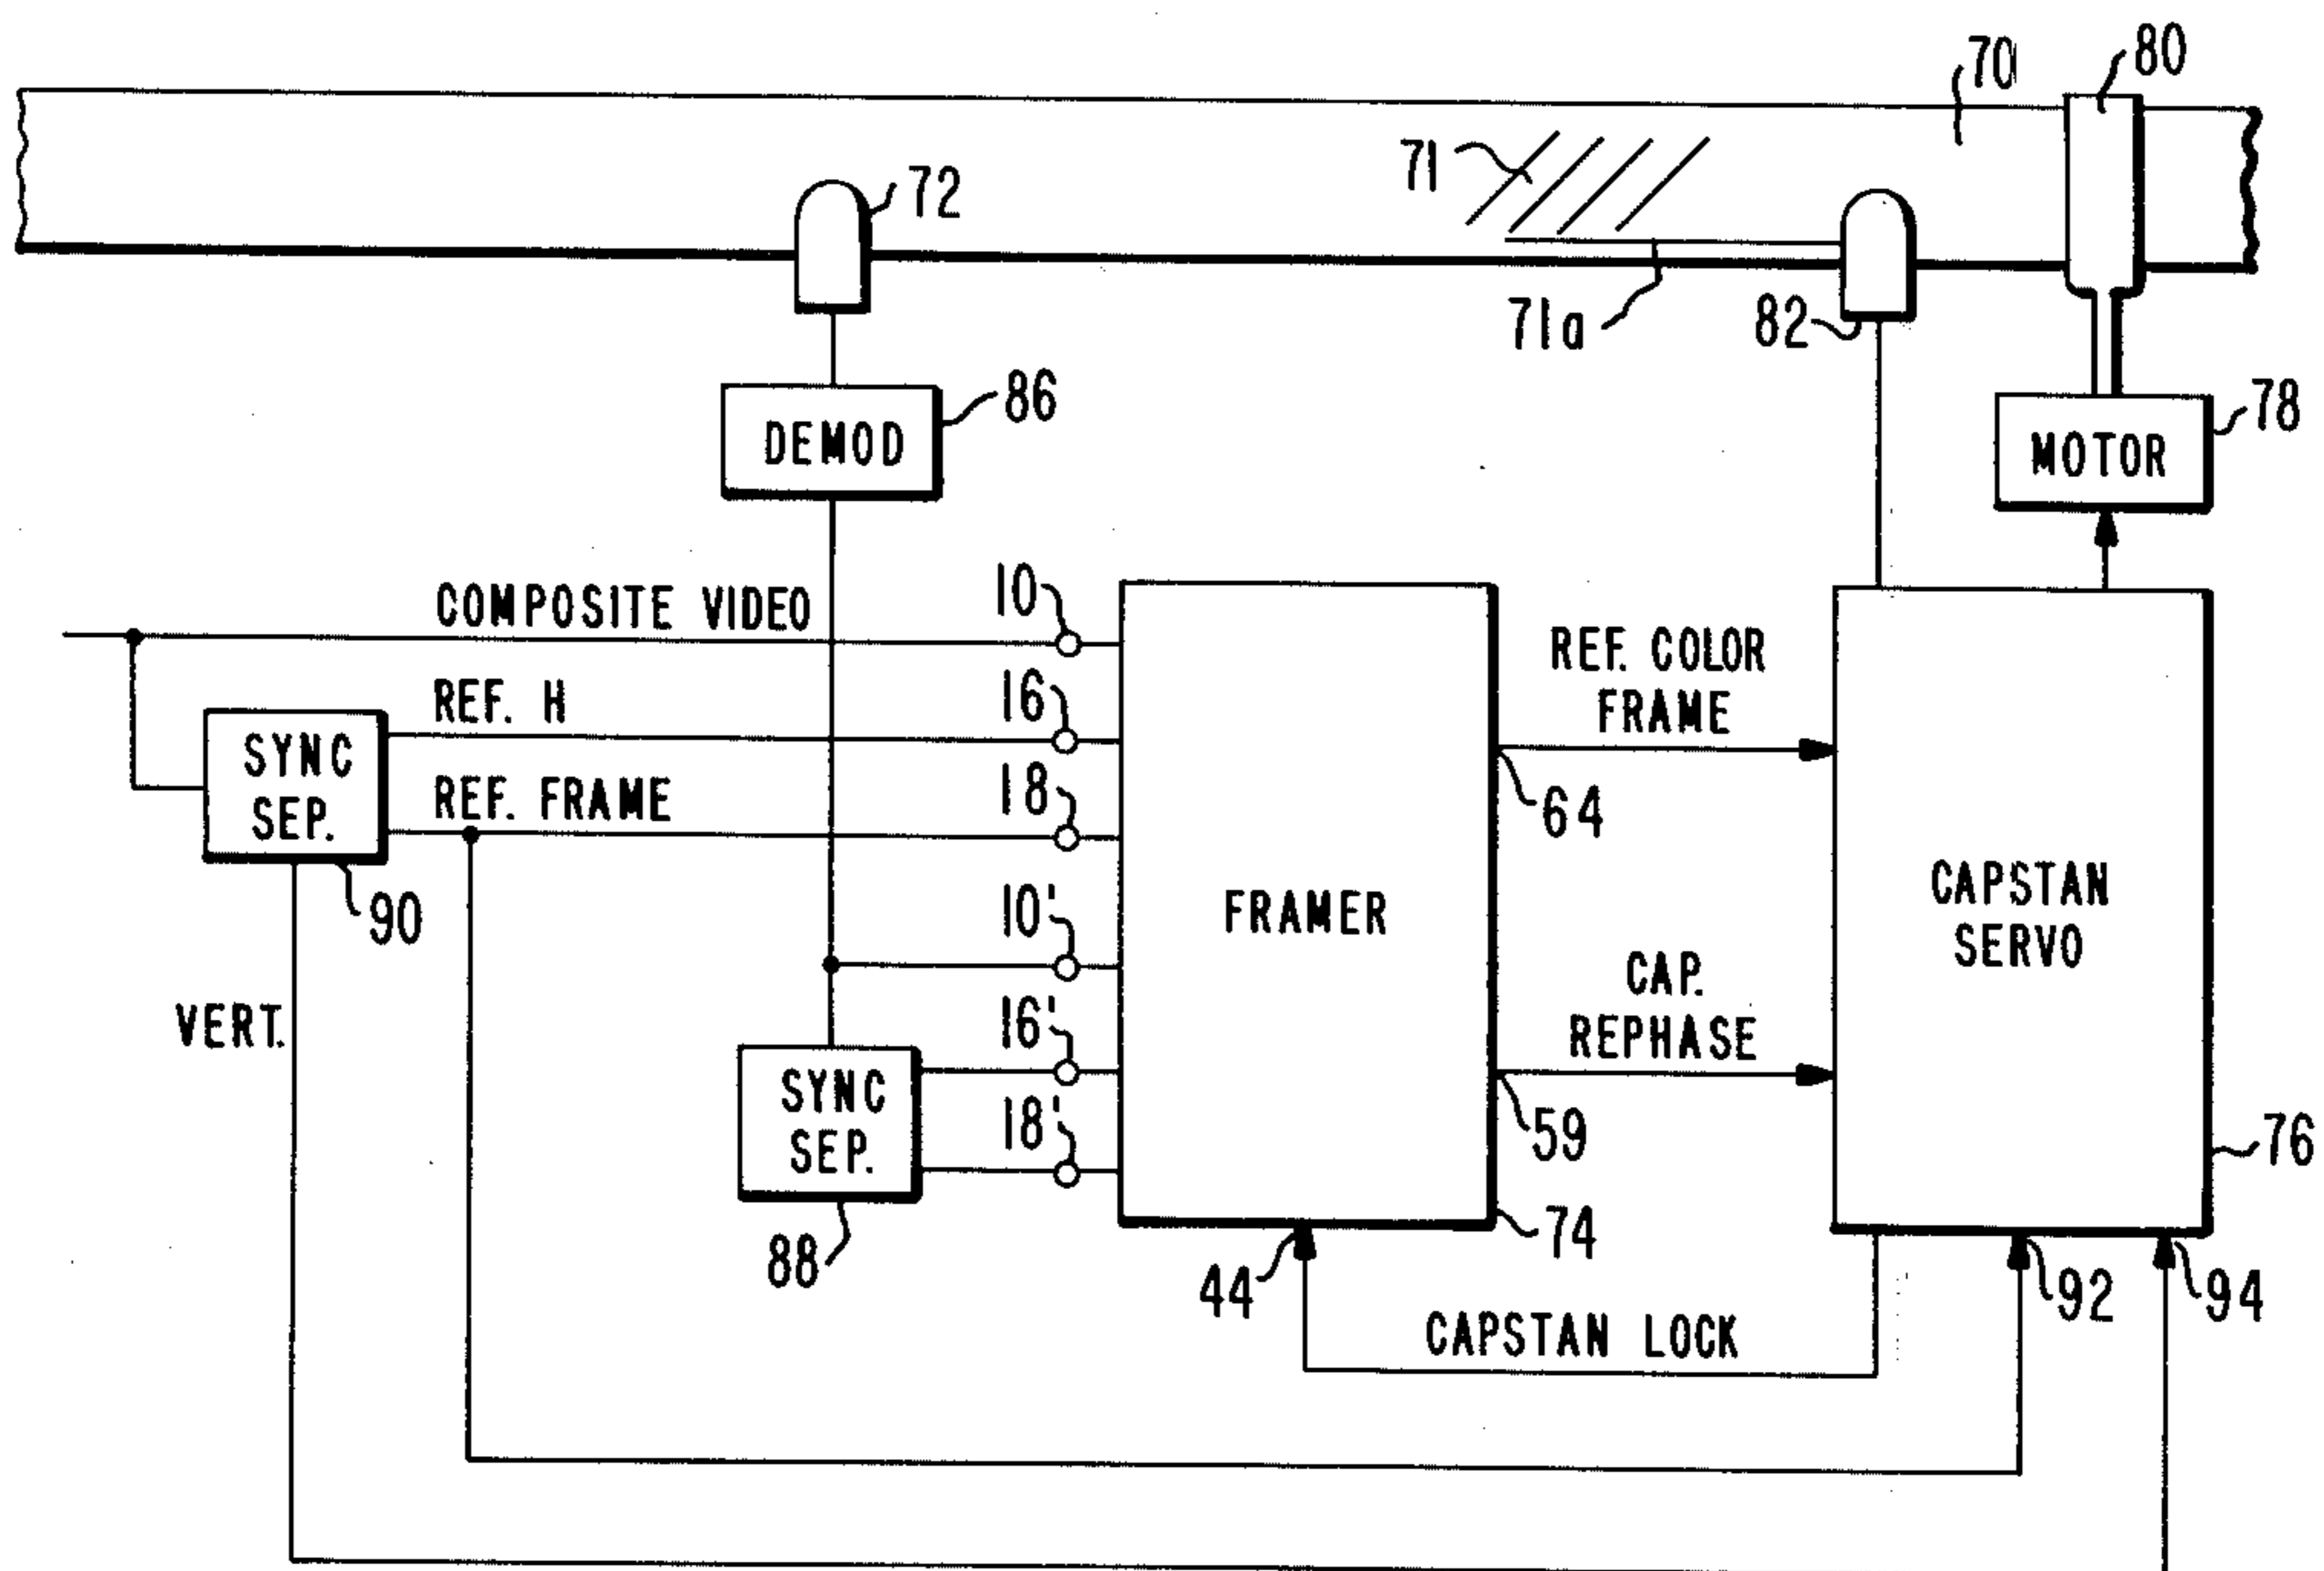 70
80
71
72
71a
82
86
DEMOD
78
MOTOR
COMPOSITE VIDEO
10
REF. H
16
REF. COLOR
FRAME
SYNC
SEP.
REF. FRAME
18
64
90
10'
FRAMER
CAPSTAN
SERVO
VERT.
16'
CAP.
REPHASE
SYNC
SEP.
18'
59
76
88
74
44
92
94
CAPSTAN LOCK